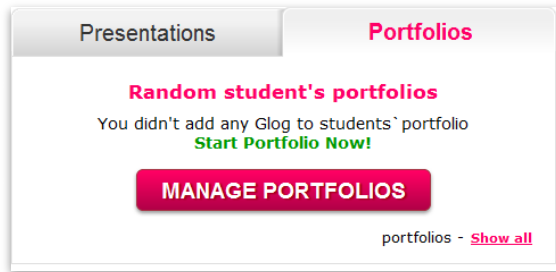 Presentations
Portfolios
Random student's portfolios
You didn't add any Glog to students`portfolio
Start Portfolio Now!
MANAGE PORTFOLIOS
portfolios - Show all